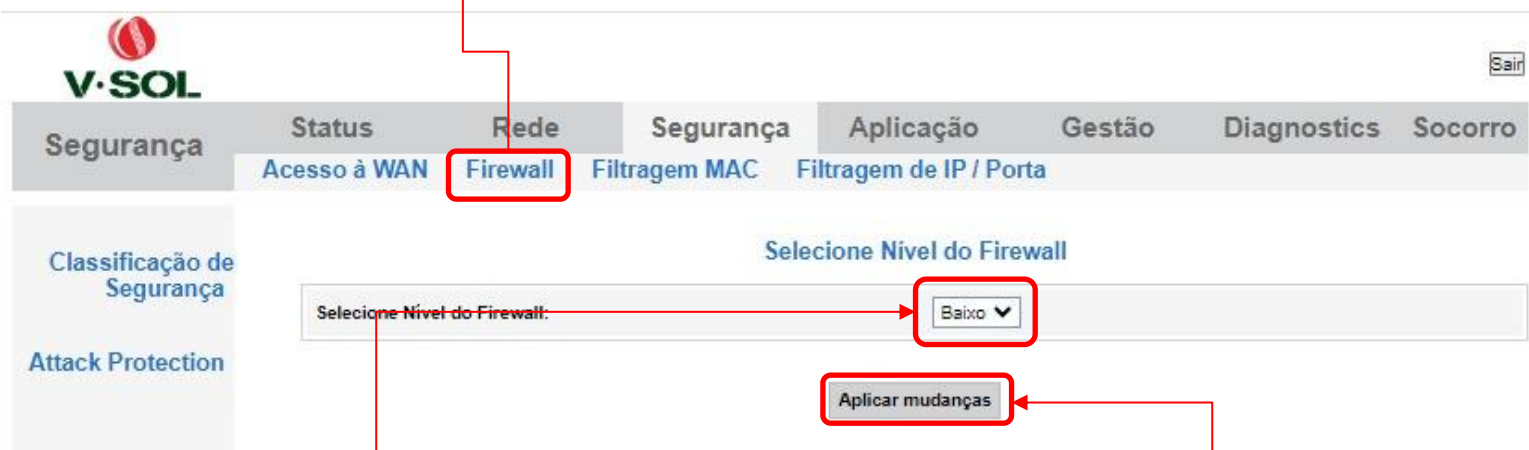 V·SOL
Sair
Segurança
Status Rede Segurança Aplicação Gestão Diagnostics Socorro
Acesso à WAN Firewall Filtragem MAC Filtragem de IP / Porta
Classificação de
Segurança
Attack Protection
Selecione Nível do Firewall
Selecione Nível do Firewall: Baixo
Aplicar mudanças